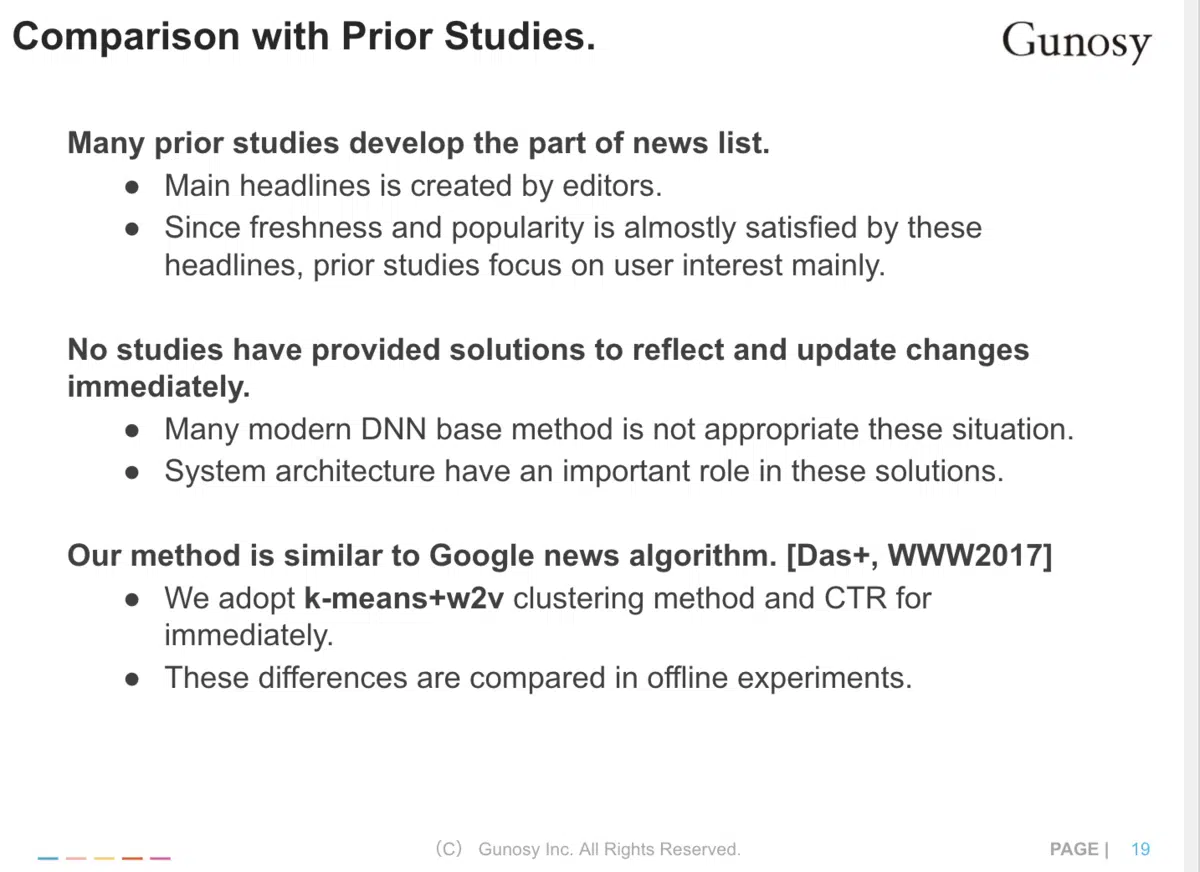 Comparison with Prior Studies.
Gunosy
Many prior studies develop the part of news list.
● Main headlines is created by editors.
● Since freshness and popularity is almostly satisfied by these
headlines, prior studies focus on user interest mainly.
No studies have provided solutions to reflect and update changes
immediately.
● Many modern DNN base method is not appropriate these situation.
● System architecture have an important role in these solutions.
Our method is similar to Google news algorithm. [Das+, WWW2017]
● We adopt k-means+w2v clustering method and CTR for
immediately.
● These differences are compared in offline experiments.
(C) Gunosy Inc. All Rights Reserved.
PAGE | 19